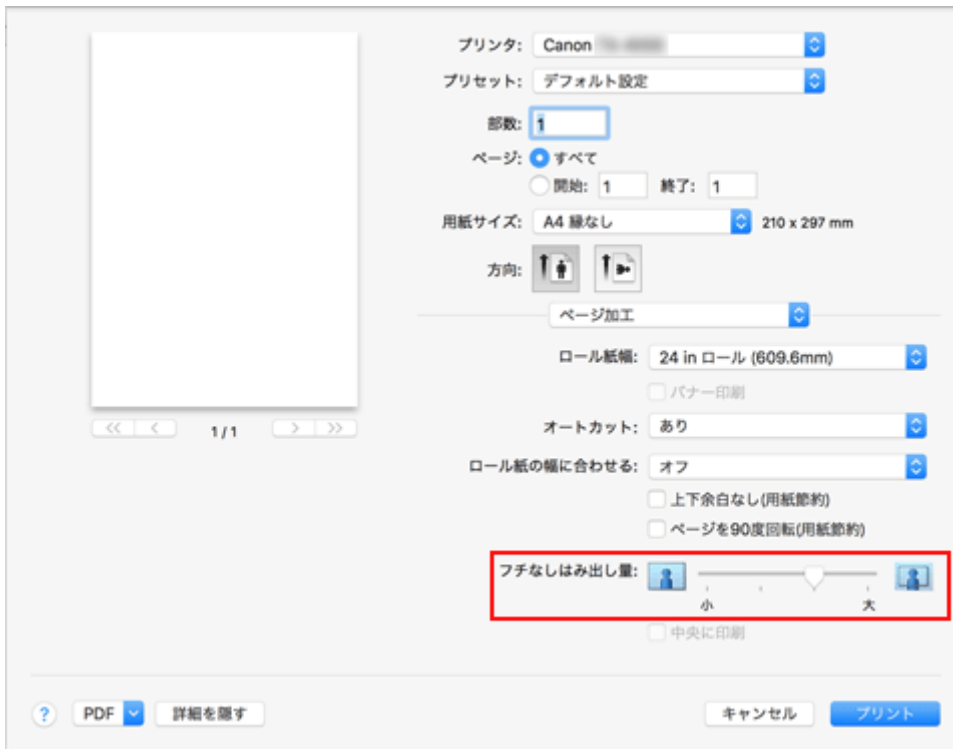 プリンタ: Canon
プリセット: デフォルト設定
部数: 1
ページ: すべて
開始: 1 終了: 1
用紙サイズ: A4 縁なし 210 x 297 mm
方向:
ページ加工
ロール紙幅: 24 in ロール (609.6mm)
バナー印刷
<< < 1 / 1 > >>
オートカット: あり
ロール紙の幅に合わせる: オフ
上下余白なし(用紙節約)
ページを90度回転(用紙節約)
フチなしはみ出し量:
小 大
中央に印刷
? PDF 詳細を隠す キャンセル プリント